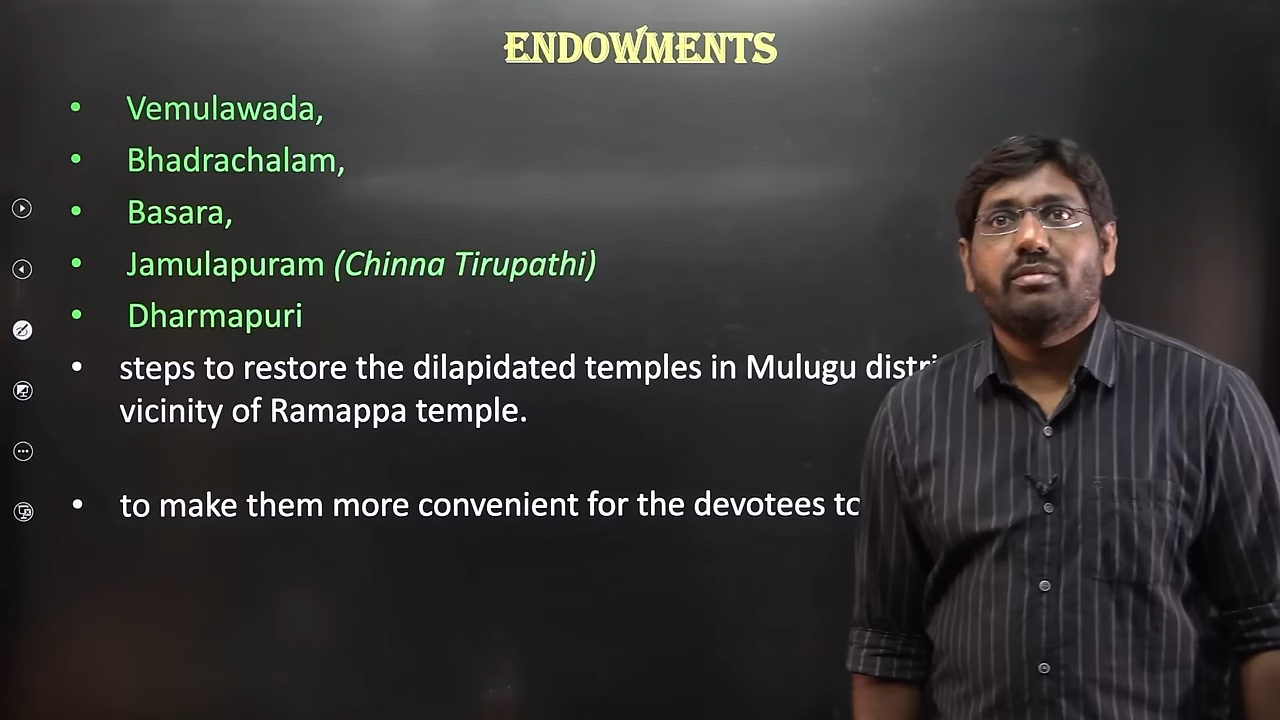 ENDOWMENTS
• Vemulawada,
• Bhadrachalam,
• Basara,
• Jamulapuram (Chinna Tirupathi)
• Dharmapuri
• steps to restore the dilapidated temples in Mulugu
vicinity of Ramappa temple.
• to make them more convenient for the devotees